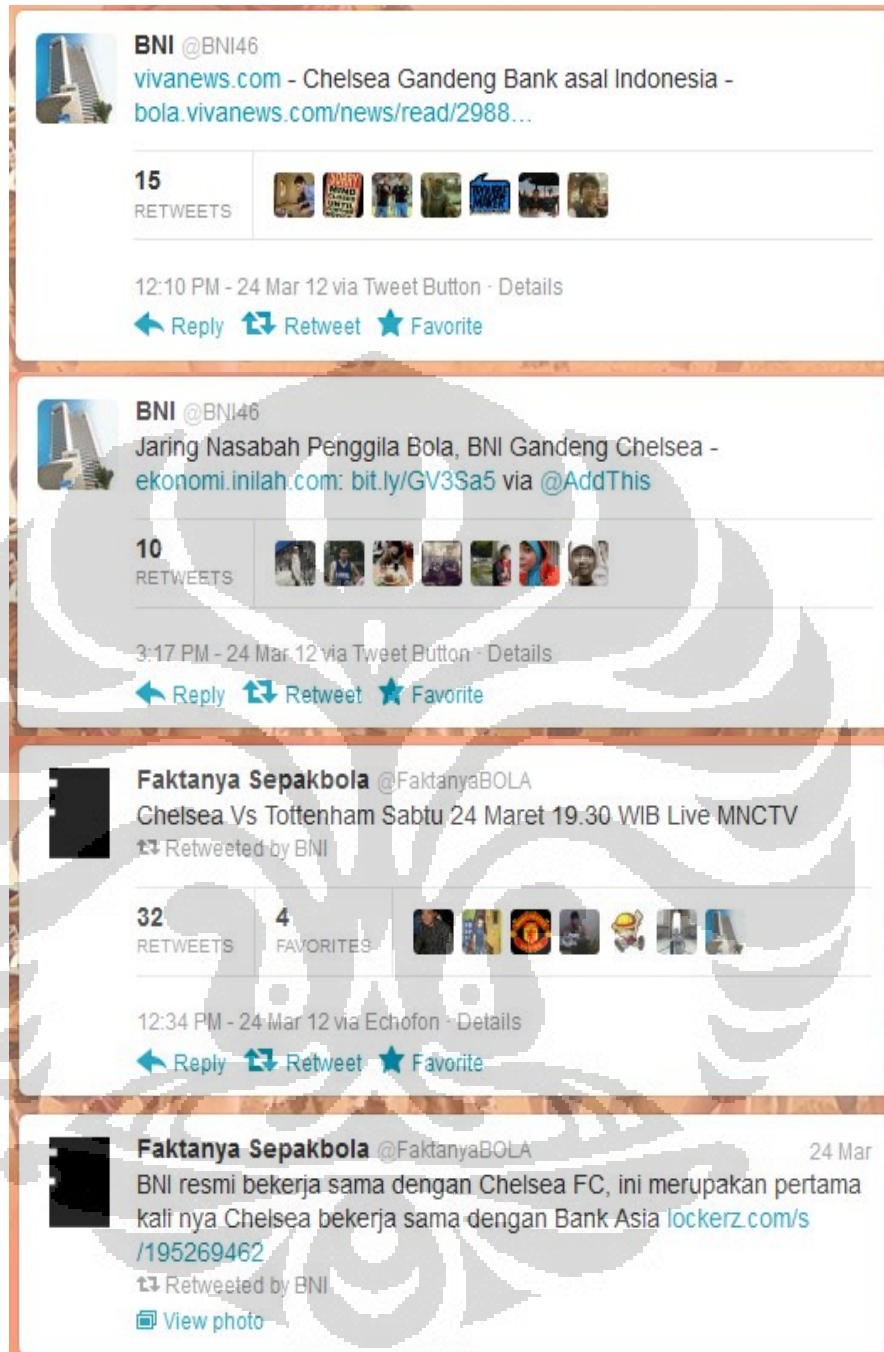 BNI @BNI46
vivanews.com - Chelsea Gandeng Bank asal Indonesia -
bola.vivanews.com/news/read/2988...
15
RETWEETS
12:10 PM - 24 Mar 12 via Tweet Button · Details
Reply Retweet Favorite
BNI @BNI46
Jaring Nasabah Penggila Bola, BNI Gandeng Chelsea -
ekonomi.inilah.com: bit.ly/GV3Sa5 via @AddThis
10
RETWEETS
3:17 PM - 24 Mar 12 via Tweet Button · Details
Reply Retweet Favorite
Faktanya Sepakbola @FaktanyaBOLA
Chelsea Vs Tottenham Sabtu 24 Maret 19.30 WIB Live MNCTV
Retweeted by BNI
32 4
RETWEETS FAVORITES
12:34 PM - 24 Mar 12 via Echofon · Details
Reply Retweet Favorite
Faktanya Sepakbola @FaktanyaBOLA 24 Mar
BNI resmi bekerja sama dengan Chelsea FC, ini merupakan pertama
kali nya Chelsea bekerja sama dengan Bank Asia lockerz.com/s
/195269462
Retweeted by BNI
View photo